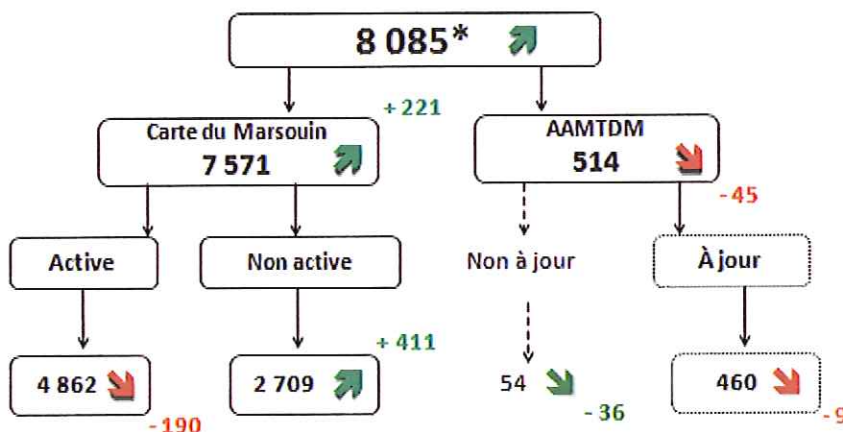 8 085*
+ 221
Carte du Marsouin
7 571
AAMTDM
514
- 45
Active
Non active
Non à jour
À jour
+ 411
4 862
2 709
54
460
- 190
- 36
- 9